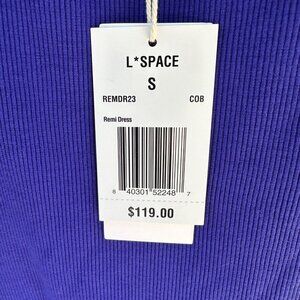 L*SPACE
S
REMDR23 COB
Remi Dress
8 40301 52248 7
$119.00